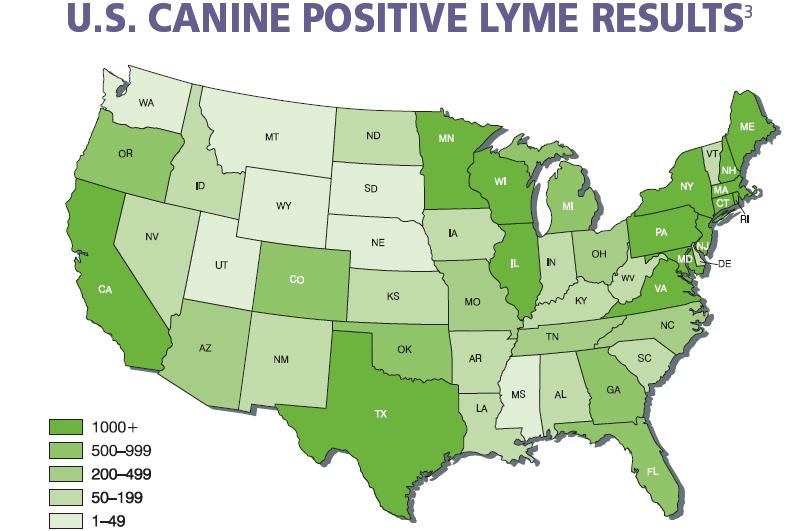 U.S. CANINE POSITIVE LYME RESULTS3
WA
MT
ND
MN
ME
OR
ID
SD
WI
VT
NH
NY
MA
CT
RI
WY
MI
NV
NE
IA
PA
NJ
UT
IL
IN
OH
MD
DE
CA
CO
WV
VA
KS
MO
KY
NC
AZ
NM
OK
TN
AR
SC
MS
AL
GA
TX
LA
FL
1000+
500–999
200–499
50–199
1–49